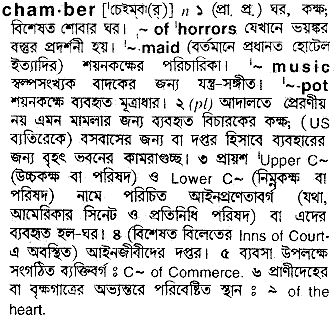 cham·ber [ˈচেইম্বা(র্)] n ১ (প্রা. প্র.) ঘর, কক্ষ;
বিশেষত শোবার ঘর। ~ of ˈhorrors যেখানে ভয়ঙ্কর
বস্তুর প্রদর্শনী হয়। ˈ~-maid (বর্তমানে প্রধানত হোটেল
ইত্যাদির) শয়নকক্ষের পরিচারিকা। ˈ~ music
স্বল্পসংখ্যক বাদকের জন্য যন্ত্র-সঙ্গীত। ˈ~-pot
শয়নকক্ষে ব্যবহৃত মূত্রাধার। ২ (pl) আদালতে প্রেরণীয়
নয় এমন মামলার জন্য ব্যবহৃত বিচারকের কক্ষ; (US
ব্যতিরেকে) বসবাসের জন্য বা দপ্তর হিসাবে ব্যবহারের
জন্য বৃহৎ ভবনের কামরাগুচ্ছ। ৩ প্রায়শ ˈUpper C~
(উচ্চকক্ষ বা পরিষদ) ও Lower C~ (নিম্নকক্ষ বা
পরিষদ) নামে পরিচিত আইনপ্রণেতাবর্গ (যথা,
আমেরিকার সিনেট ও প্রতিনিধি পরিষদ) বা এদের
ব্যবহৃত হল-ঘর। ৪ (বিশেষত বিলেতের Inns of Court-
এ অবস্থিত) আইনজীবীদের দপ্তর। ৫ ব্যবসা উপলক্ষে
সংগঠিত ব্যক্তিবর্গ : C~ of Commerce. ৬ প্রাণীদেহের
বা বৃক্ষগাত্রের অভ্যন্তরে পরিবেষ্টিত স্থান : ~ of the
heart.